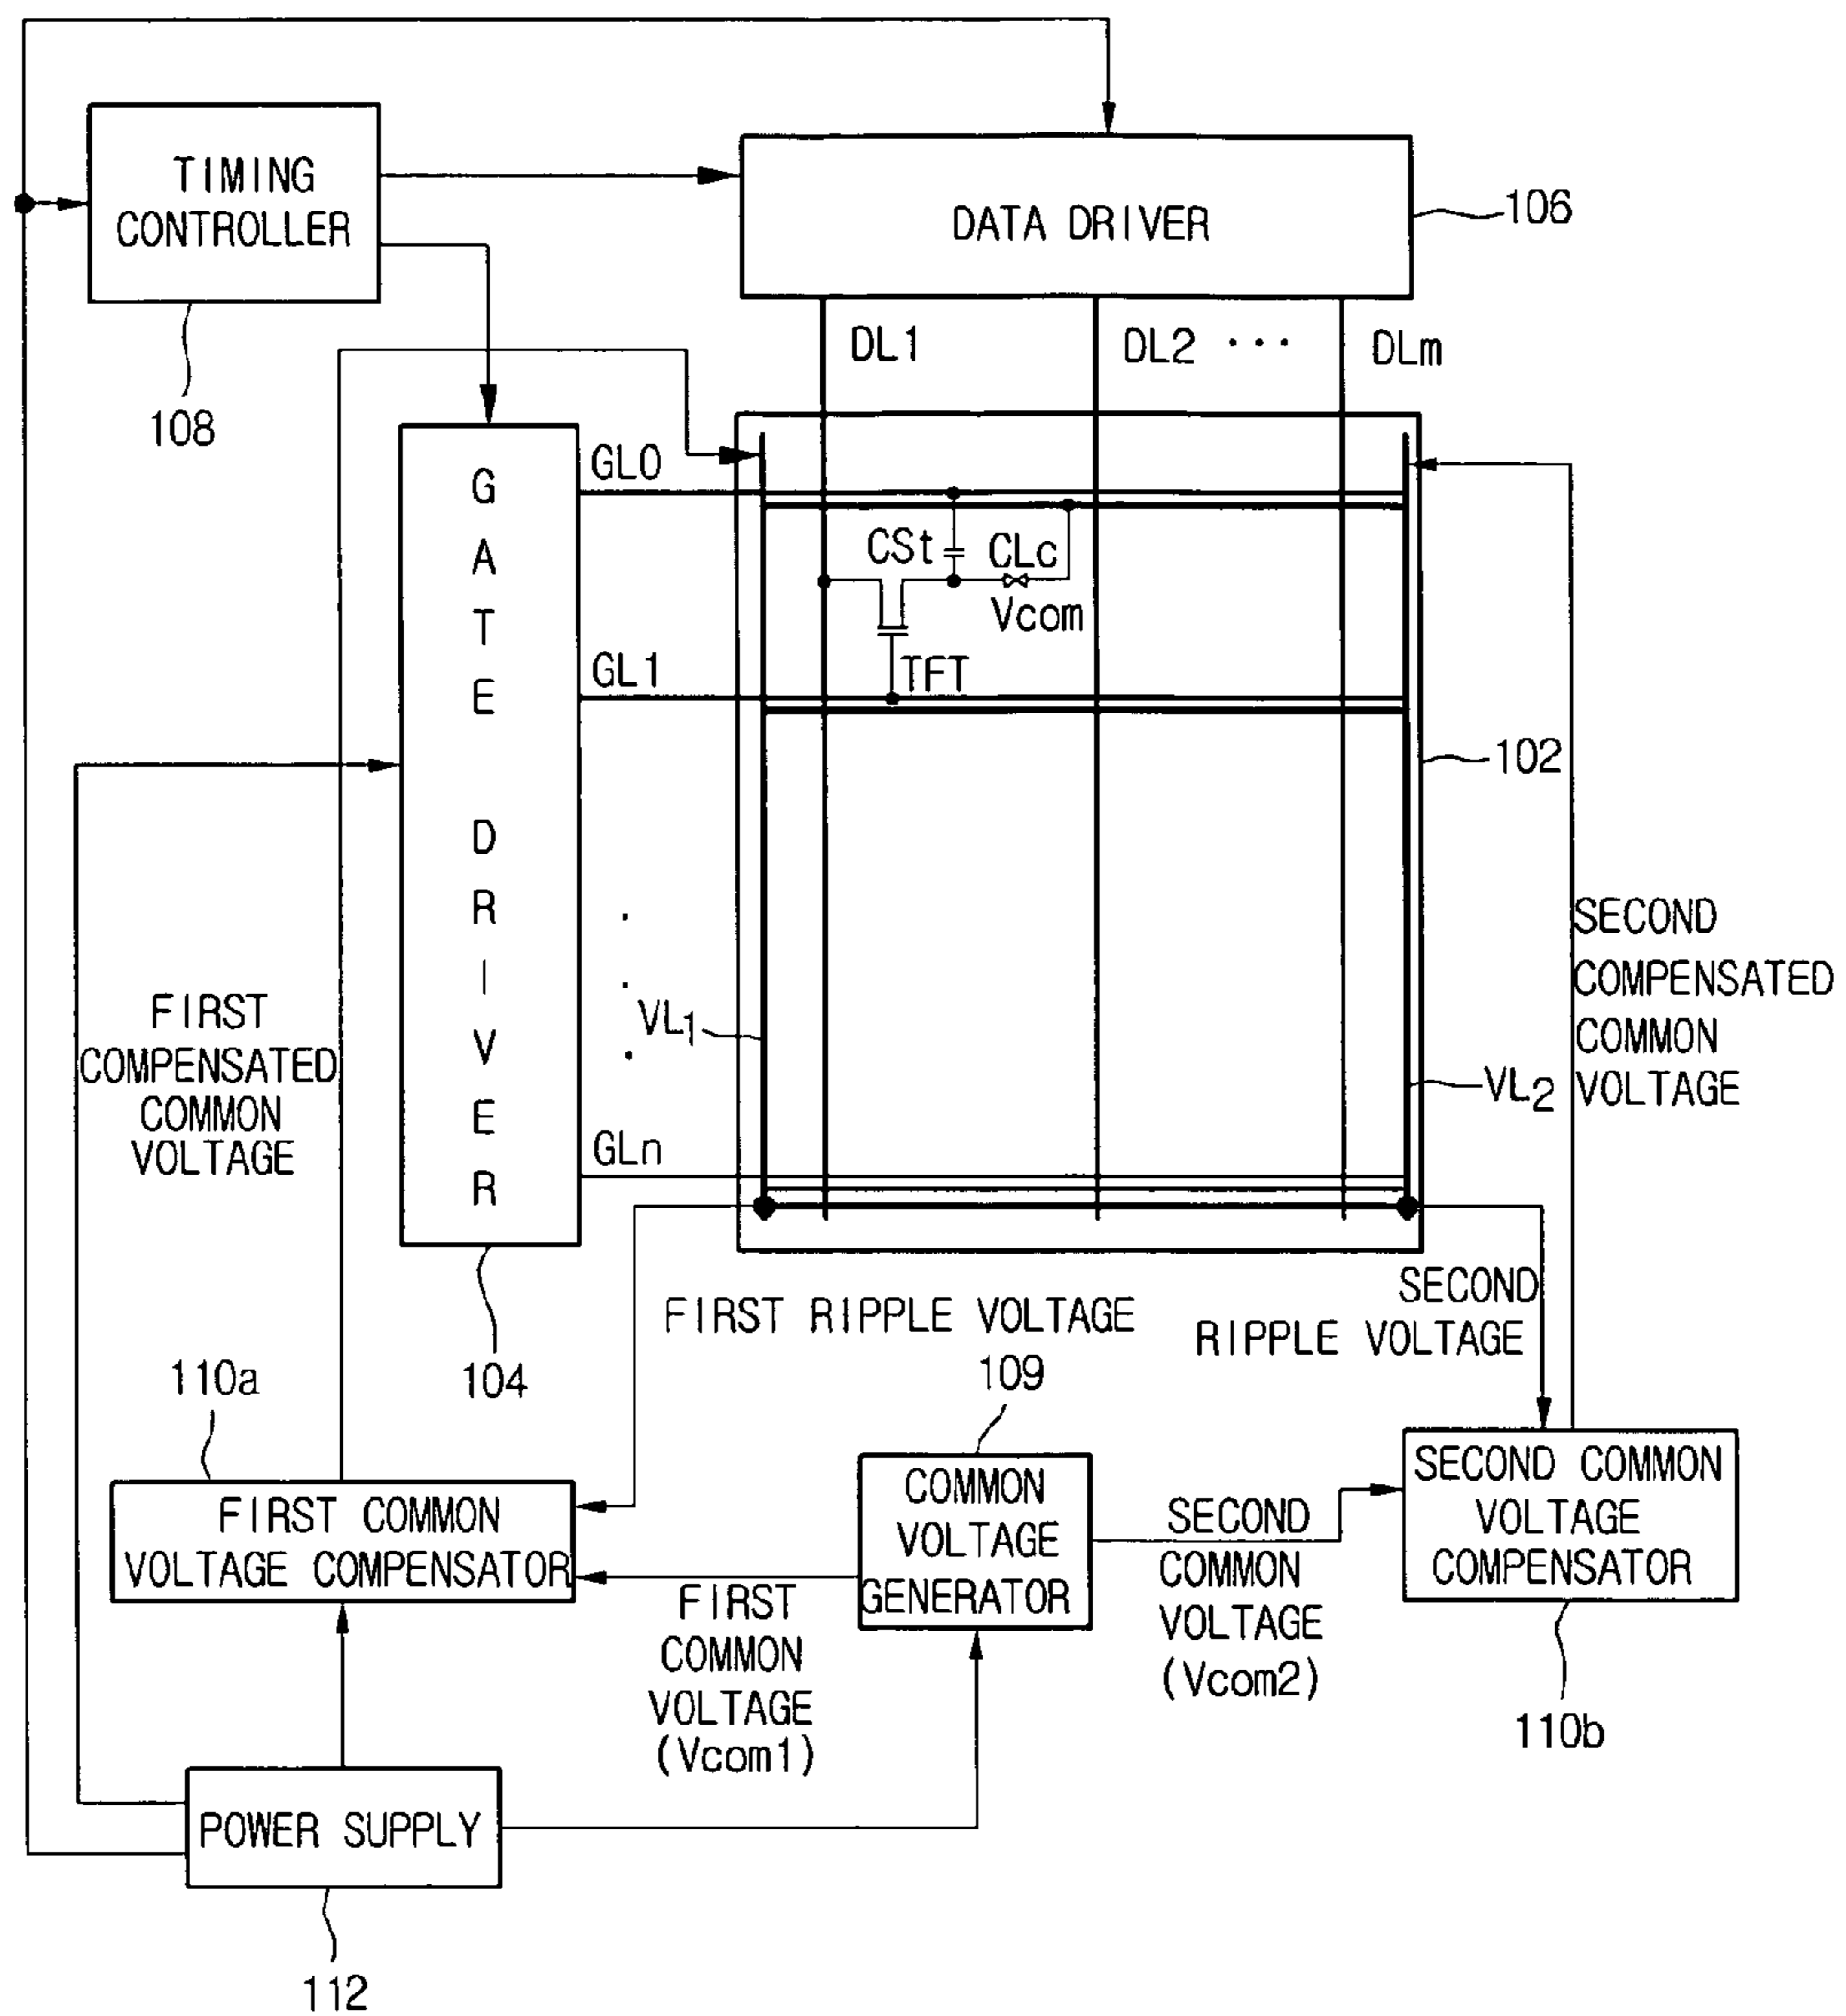 TIMING
CONTROLLER
108
DATA DRIVER
106
DL1
DL2 ···
DLm
GATE DRIVER
104
GL0
CSt
CLc
Vcom
GL1
TFT
102
VL1
VL2
GLn
FIRST
COMPENSATED
COMMON
VOLTAGE
SECOND
COMPENSATED
COMMON
VOLTAGE
FIRST RIPPLE VOLTAGE
SECOND
RIPPLE VOLTAGE
110a
FIRST COMMON
VOLTAGE COMPENSATOR
109
COMMON
VOLTAGE
GENERATOR
SECOND
COMMON
VOLTAGE
(Vcom2)
SECOND COMMON
VOLTAGE
COMPENSATOR
110b
FIRST
COMMON
VOLTAGE
(Vcom1)
POWER SUPPLY
112